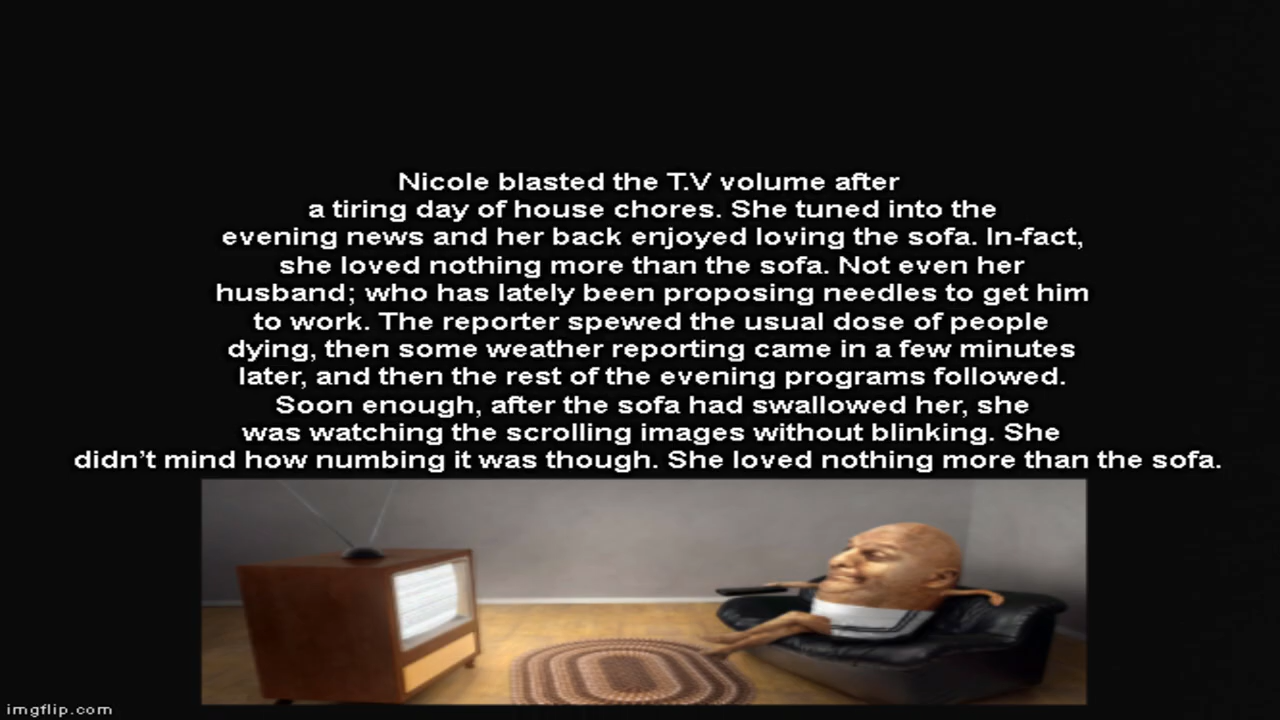 Nicole blasted the T.V volume after
a tiring day of house chores. She tuned into the
evening news and her back enjoyed loving the sofa. In-fact,
she loved nothing more than the sofa. Not even her
husband; who has lately been proposing needles to get him
to work. The reporter spewed the usual dose of people
dying, then some weather reporting came in a few minutes
later, and then the rest of the evening programs followed.
Soon enough, after the sofa had swallowed her, she
was watching the scrolling images without blinking. She
didn’t mind how numbing it was though. She loved nothing more than the sofa.
imgflip.com